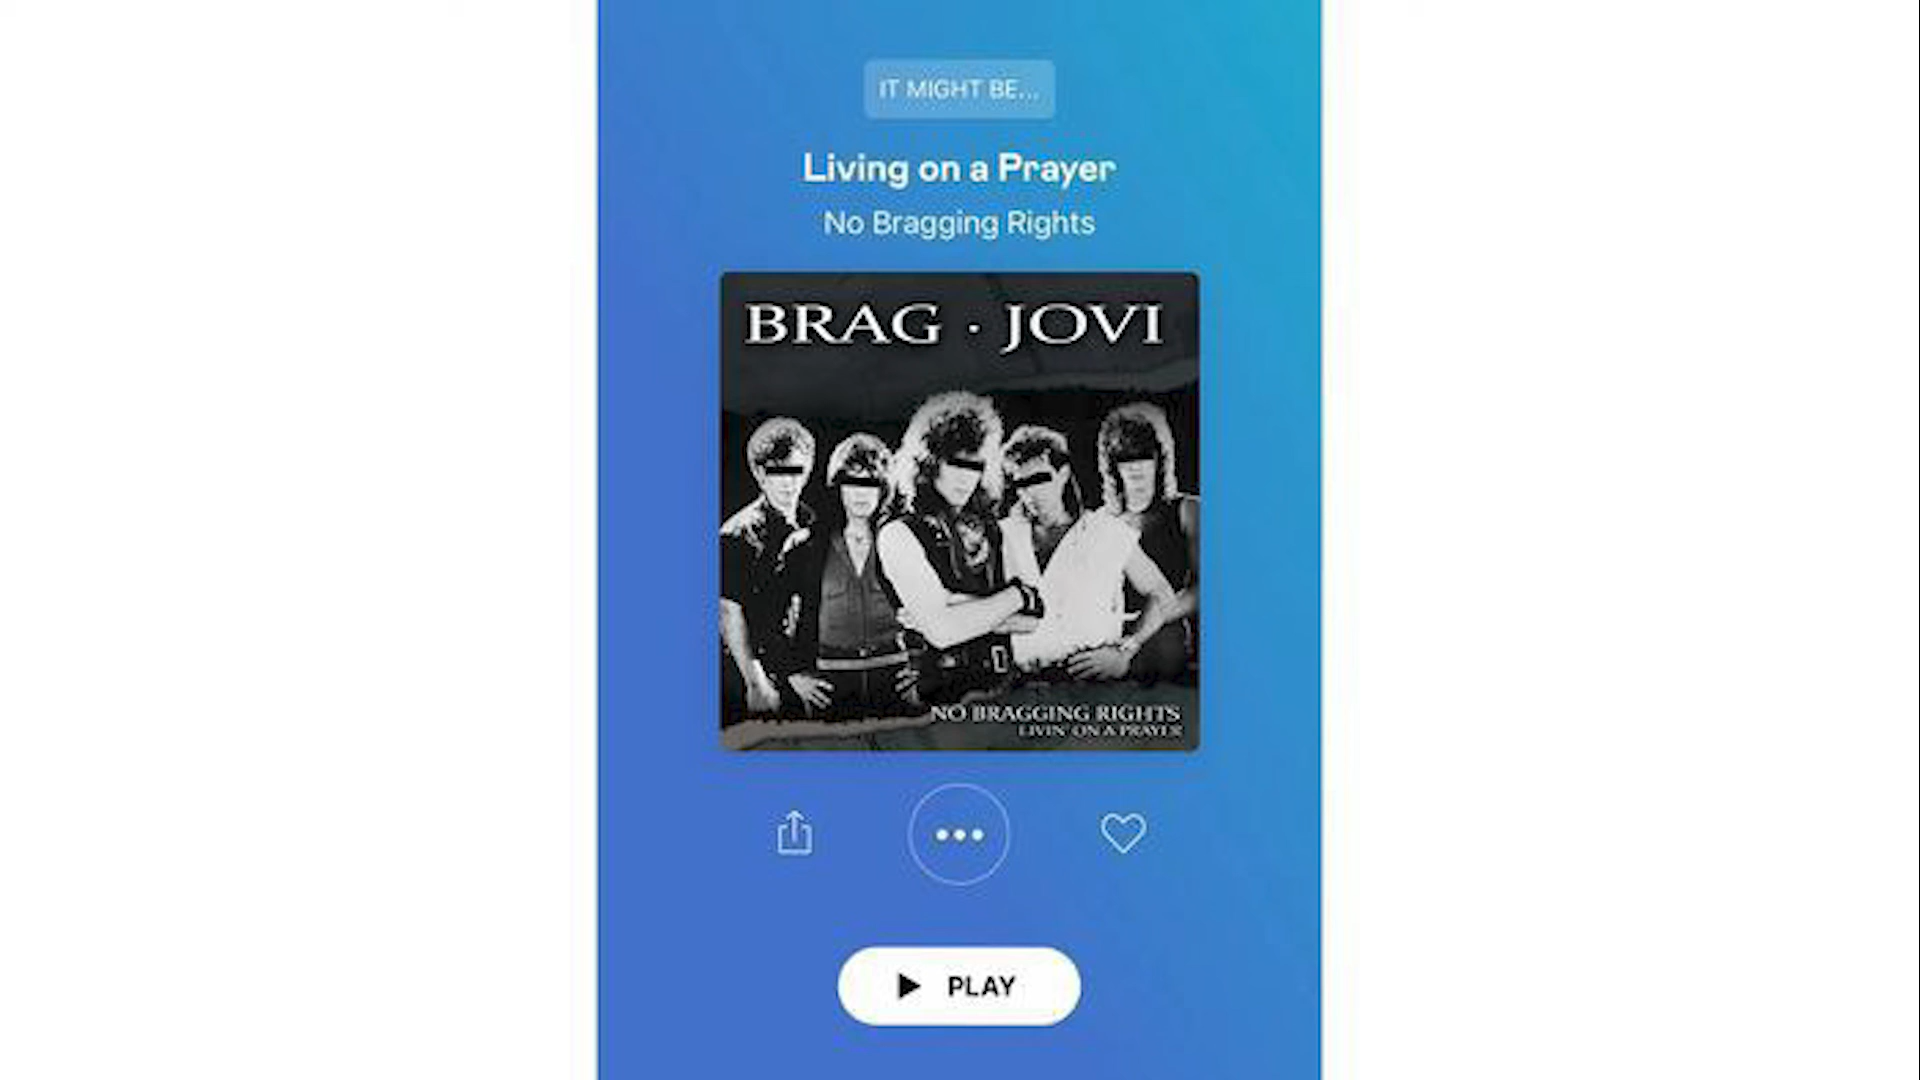 IT MIGHT BE...
Living on a Prayer
No Bragging Rights
BRAG · JOVI
NO BRAGGING RIGHTS
LIVIN' ON A PRAYER
PLAY